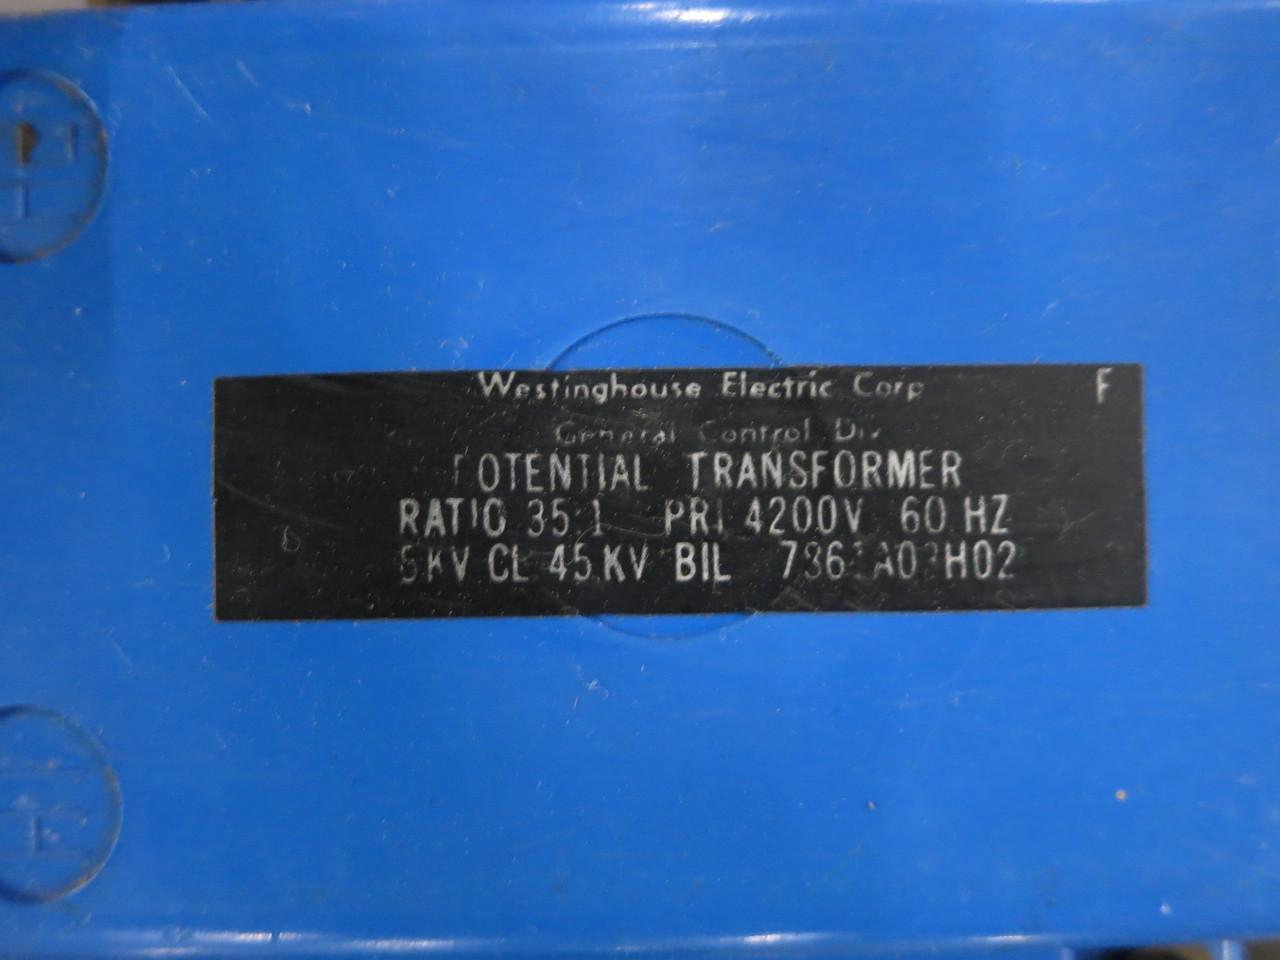 Westinghouse Electric Corp F
General Control Div
POTENTIAL TRANSFORMER
RATIO 35:1 PRI 4200V 60 HZ
5KV CL 45 KV BIL